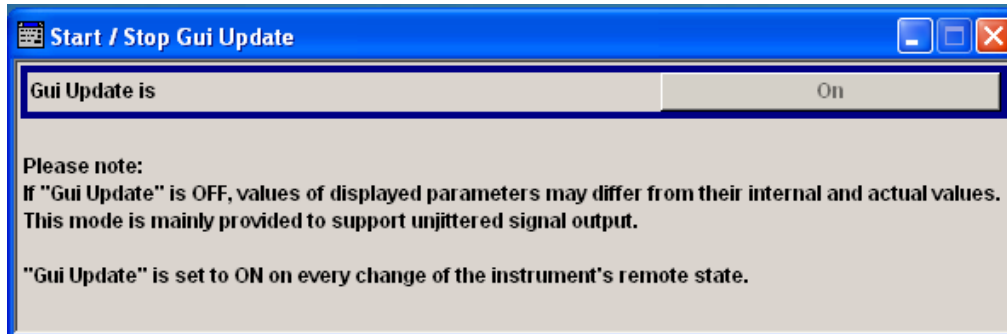 Start / Stop Gui Update
Gui Update is On
Please note:
If "Gui Update" is OFF, values of displayed parameters may differ from their internal and actual values.
This mode is mainly provided to support unjittered signal output.
"Gui Update" is set to ON on every change of the instrument's remote state.